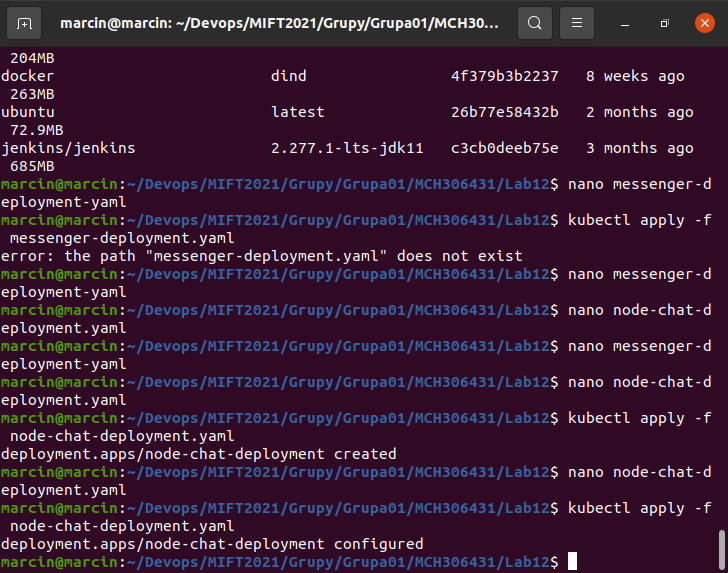 marcin@marcin: ~/Devops/MIFT2021/Grupy/Grupa01/MCH30...
204MB
docker dind 4f379b3b2237 8 weeks ago
263MB
ubuntu latest 26b77e58432b 2 months ago
72.9MB
jenkins/jenkins 2.277.1-lts-jdk11 c3cb0deeb75e 3 months ago
685MB
marcin@marcin:~/Devops/MIFT2021/Grupy/Grupa01/MCH306431/Lab12$ nano messenger-d
eployment-yaml
marcin@marcin:~/Devops/MIFT2021/Grupy/Grupa01/MCH306431/Lab12$ kubectl apply -f
messenger-deployment.yaml
error: the path "messenger-deployment.yaml" does not exist
marcin@marcin:~/Devops/MIFT2021/Grupy/Grupa01/MCH306431/Lab12$ nano messenger-d
eployment-yaml
marcin@marcin:~/Devops/MIFT2021/Grupy/Grupa01/MCH306431/Lab12$ nano node-chat-d
eployment.yaml
marcin@marcin:~/Devops/MIFT2021/Grupy/Grupa01/MCH306431/Lab12$ nano messenger-d
eployment-yaml
marcin@marcin:~/Devops/MIFT2021/Grupy/Grupa01/MCH306431/Lab12$ nano node-chat-d
eployment.yaml
marcin@marcin:~/Devops/MIFT2021/Grupy/Grupa01/MCH306431/Lab12$ kubectl apply -f
node-chat-deployment.yaml
deployment.apps/node-chat-deployment created
marcin@marcin:~/Devops/MIFT2021/Grupy/Grupa01/MCH306431/Lab12$ nano node-chat-d
eployment.yaml
marcin@marcin:~/Devops/MIFT2021/Grupy/Grupa01/MCH306431/Lab12$ kubectl apply -f
node-chat-deployment.yaml
deployment.apps/node-chat-deployment configured
marcin@marcin:~/Devops/MIFT2021/Grupy/Grupa01/MCH306431/Lab12$